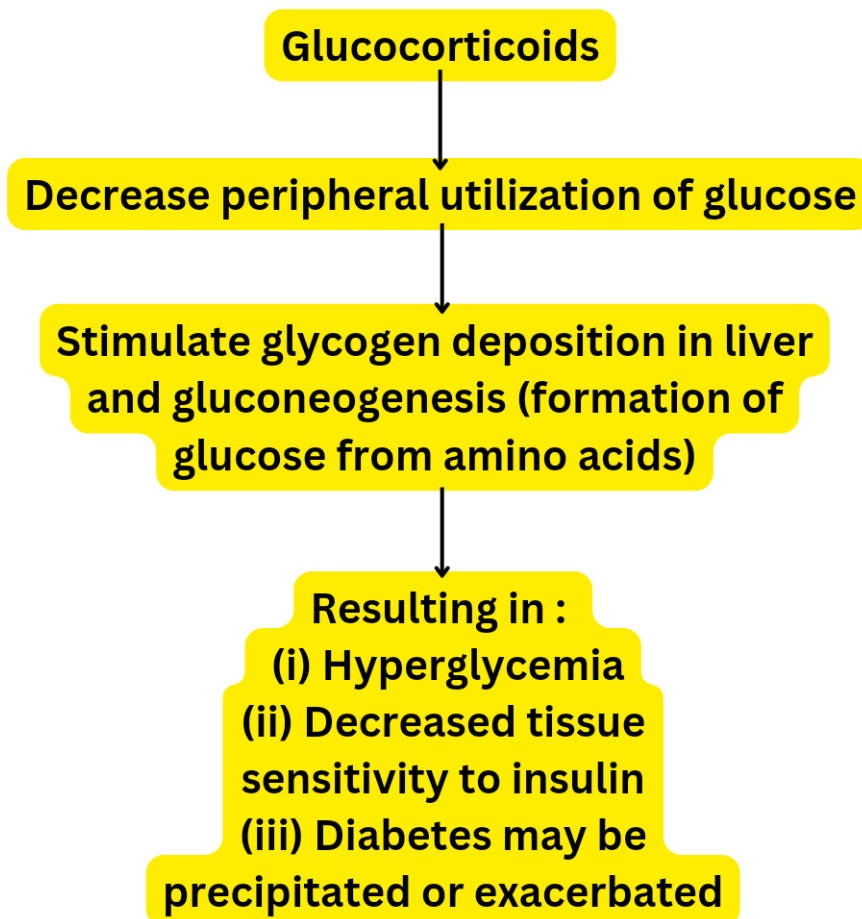 Glucocorticoids
Decrease peripheral utilization of glucose
Stimulate glycogen deposition in liver
and gluconeogenesis (formation of
glucose from amino acids)
Resulting in :
(i) Hyperglycemia
(ii) Decreased tissue
sensitivity to insulin
(iii) Diabetes may be
precipitated or exacerbated